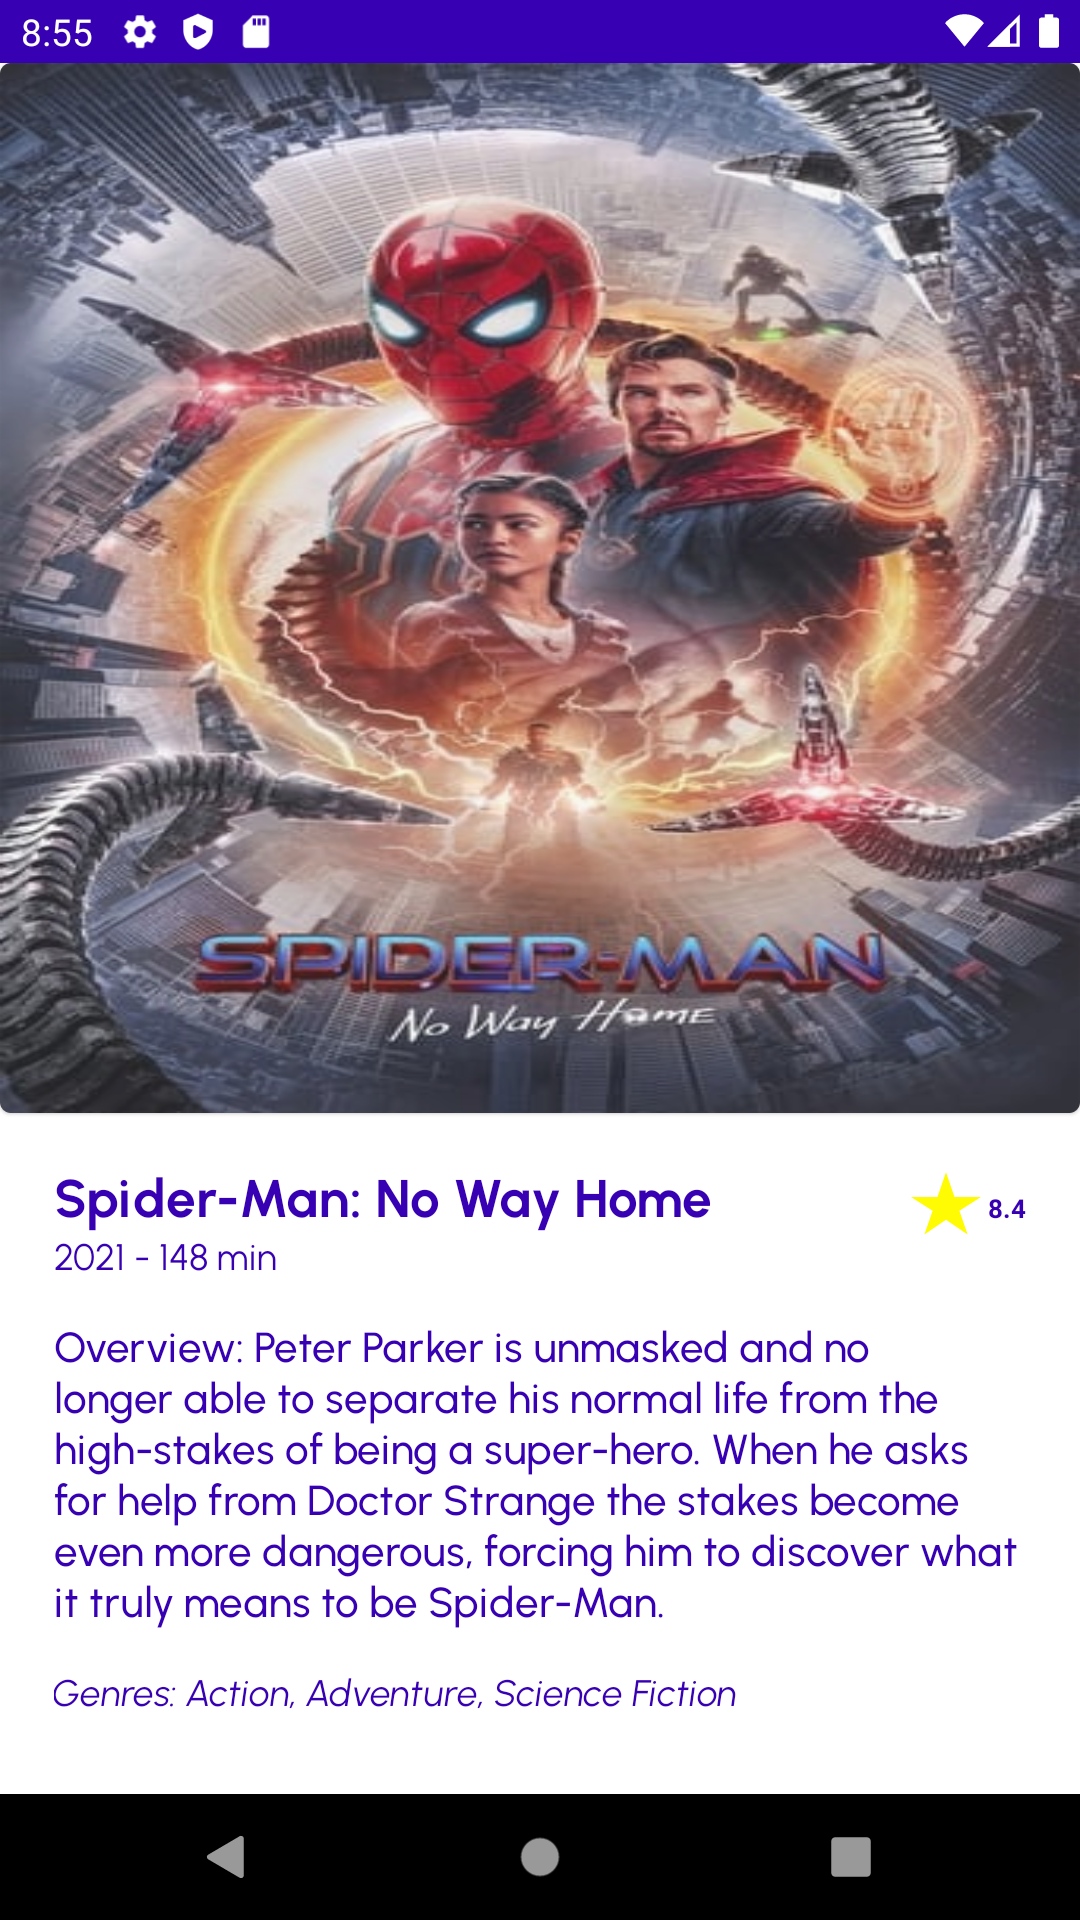 8:55
SPIDER-MAN
No Way Home
Spider-Man: No Way Home
8.4
2021 - 148 min
Overview: Peter Parker is unmasked and no
longer able to separate his normal life from the
high-stakes of being a super-hero. When he asks
for help from Doctor Strange the stakes become
even more dangerous, forcing him to discover what
it truly means to be Spider-Man.
Genres: Action, Adventure, Science Fiction